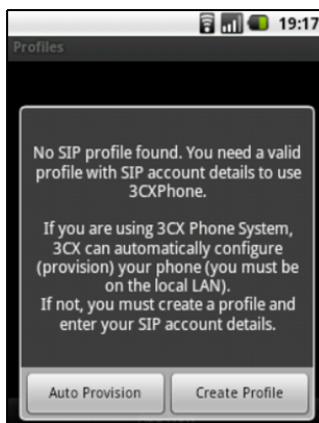 19:17
Profiles
No SIP profile found. You need a valid
profile with SIP account details to use
3CXPhone.
If you are using 3CX Phone System,
3CX can automatically configure
(provision) your phone (you must be
on the local LAN).
If not, you must create a profile and
enter your SIP account details.
Auto Provision
Create Profile